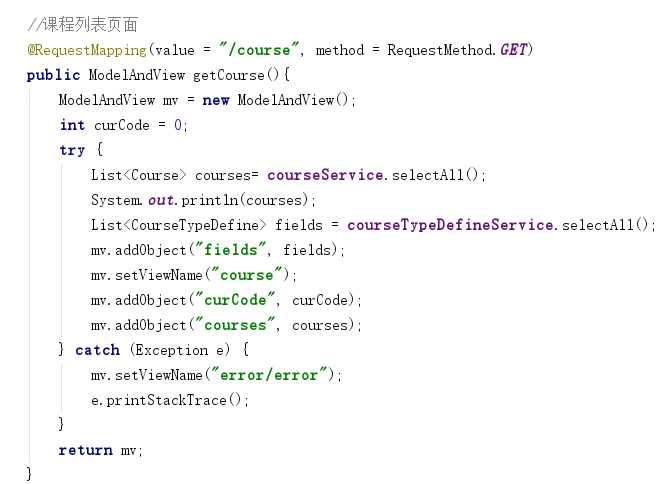 //课程列表页面
@RequestMapping(value = "/course", method = RequestMethod.GET)
public ModelAndView getCourse(){
ModelAndView mv = new ModelAndView();
int curCode = 0;
try {
List<Course> courses= courseService.selectAll();
System.out.println(courses);
List<CourseTypeDefine> fields = courseTypeDefineService.selectAll();
mv.addObject("fields", fields);
mv.setViewName("course");
mv.addObject("curCode", curCode);
mv.addObject("courses", courses);
} catch (Exception e) {
mv.setViewName("error/error");
e.printStackTrace();
}
return mv;
}